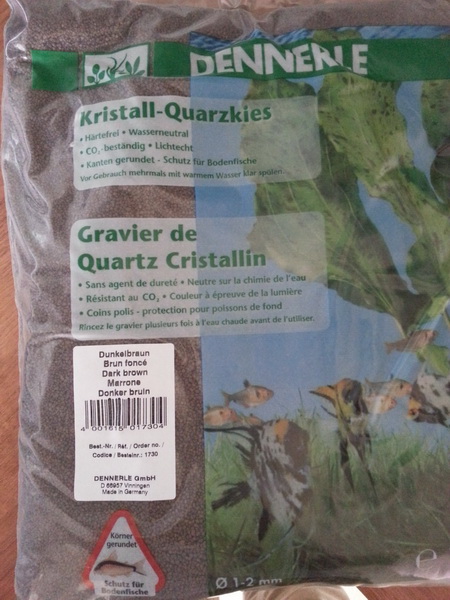 DENNERLE
Kristall-Quarzkies
• Härtefrei • Wasserneutral
• CO₂-beständig • Lichtecht
• Kanten gerundet - Schutz für Bodenfische
Vor Gebrauch mehrmals mit warmem Wasser klar spülen.
Gravier de
Quartz Cristallin
• Sans agent de dureté • Neutre sur la chimie de l'eau
• Résistant au CO₂ • Couleur à épreuve de la lumière
• Coins polis - protection pour poissons de fond
Rincez le gravier plusieurs fois à l'eau chaude avant de l'utiliser.
Dunkelbraun
Brun foncé
Dark brown
Marrone
Donker bruin
4 001615 017304
Best.-Nr. / Réf. / Order no. /
Codice / Bestelnr.: 1730
DENNERLE GmbH
D 66957 Vinningen
Made in Germany
Körner
gerundet
Schutz für
Bodenfische
Ø 1-2 mm